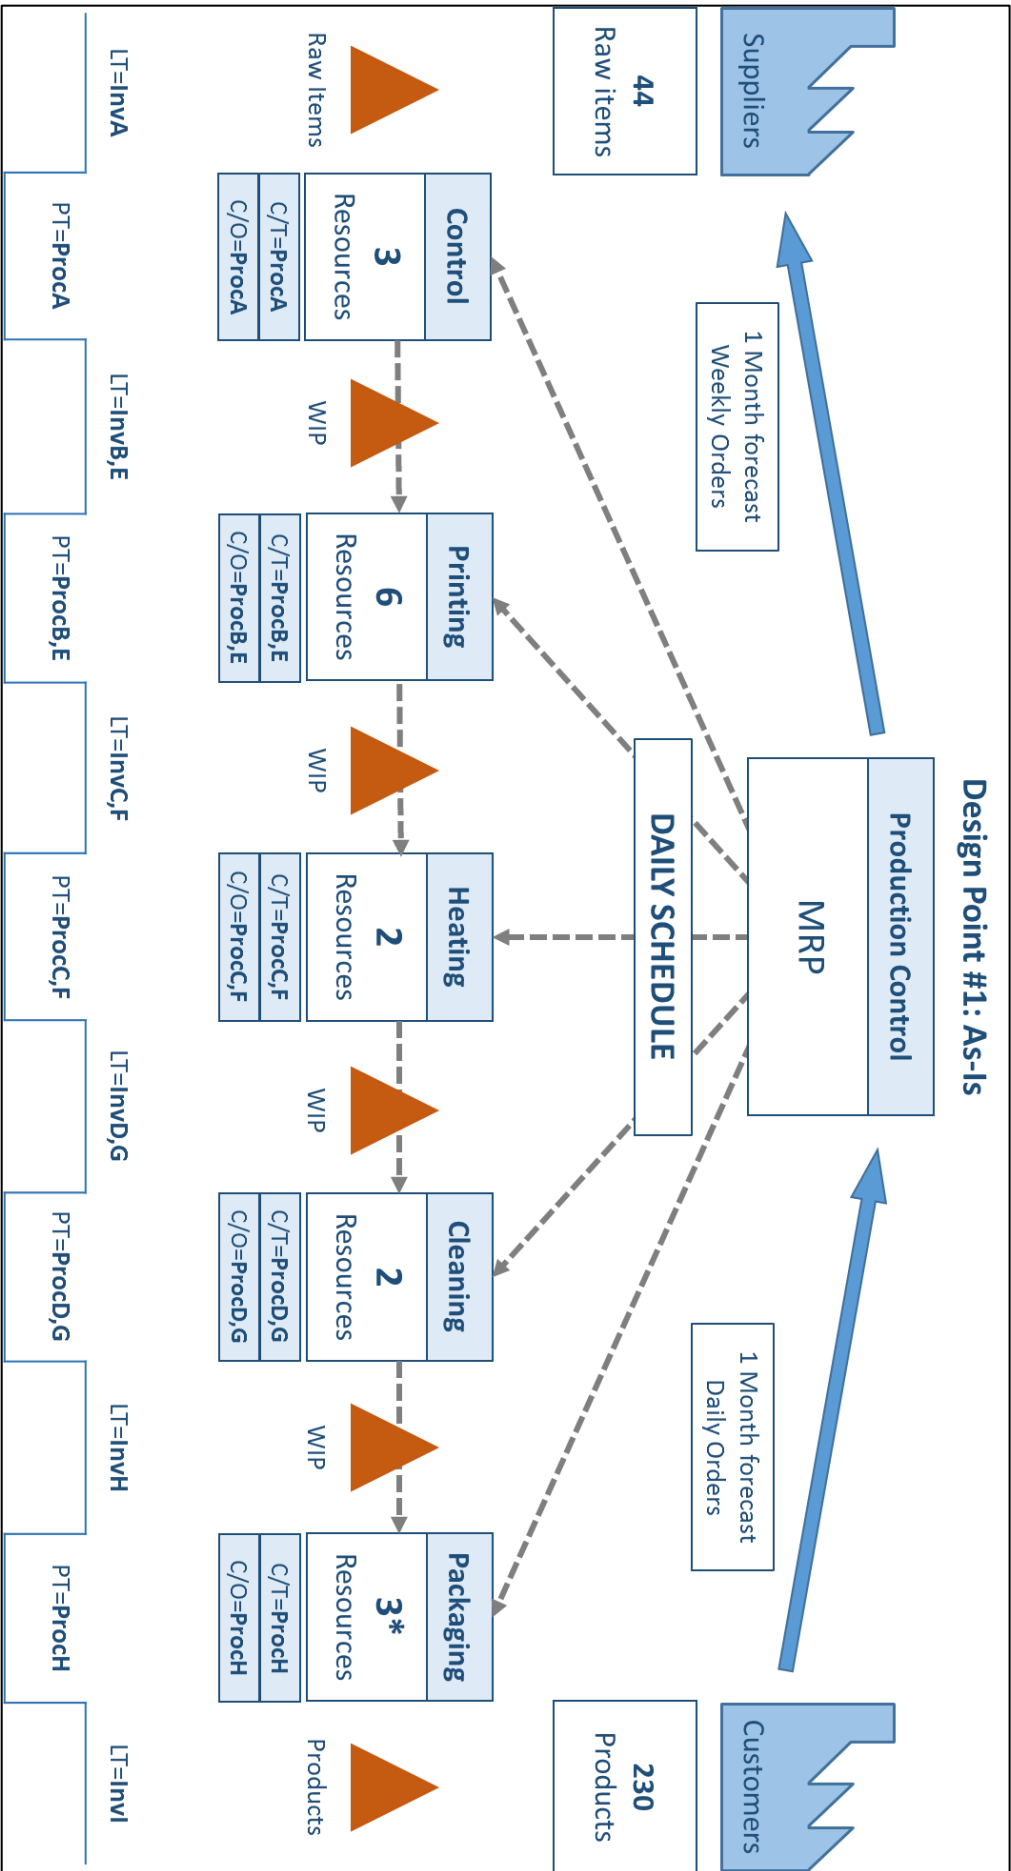 Design Point #1: As-Is
Suppliers
Production Control
MRP
Customers
1 Month forecast
Weekly Orders
1 Month forecast
Daily Orders
44
Raw items
DAILY SCHEDULE
230
Products
Control
3
Resources
C/T=ProcA
C/O=ProcA
Printing
6
Resources
C/T=ProcB,E
C/O=ProcB,E
Heating
2
Resources
C/T=ProcC,F
C/O=ProcC,F
Cleaning
2
Resources
C/T=ProcD,G
C/O=ProcD,G
Packaging
3*
Resources
C/T=ProcH
C/O=ProcH
Raw Items
WIP
WIP
WIP
WIP
Products
LT=InvA
LT=InvB,E
LT=InvC,F
LT=InvD,G
LT=InvH
LT=InvI
PT=ProcA
PT=ProcB,E
PT=ProcC,F
PT=ProcD,G
PT=ProcH